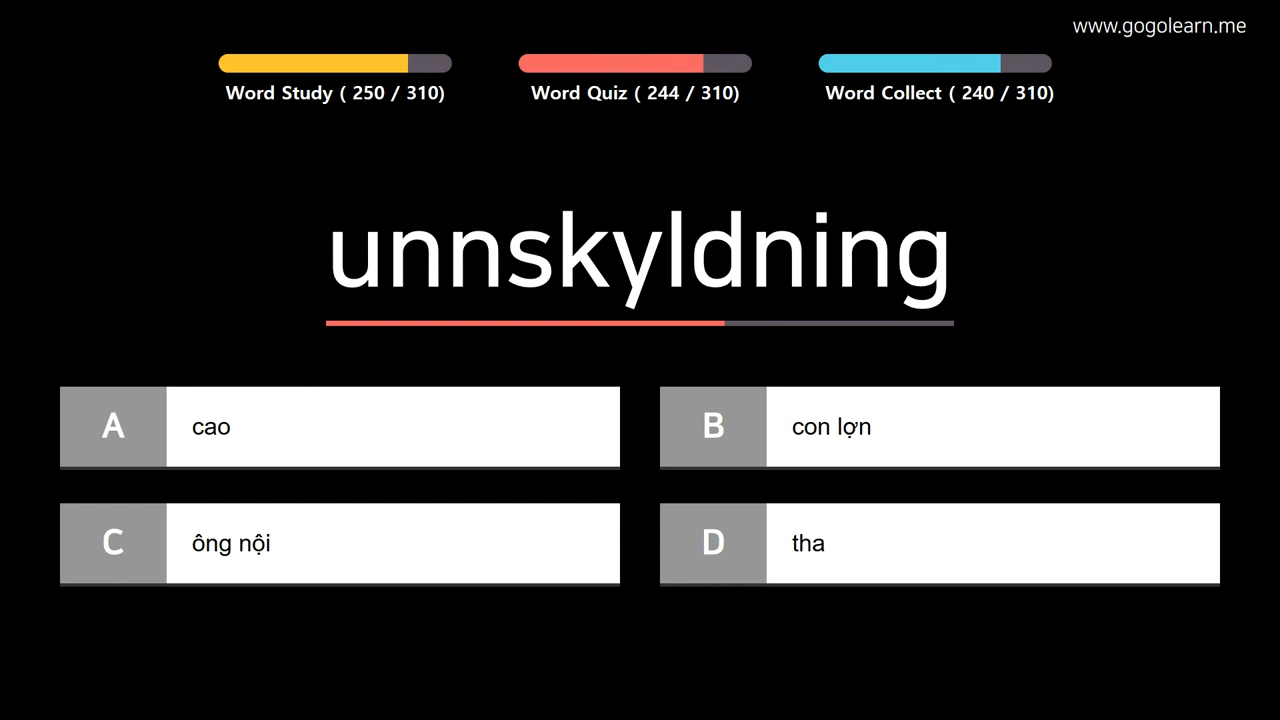 www.gogolearn.me
Word Study ( 250 / 310) Word Quiz ( 244 / 310) Word Collect ( 240 / 310)
unnskyldning
A cao
B con lợn
C ông nội
D tha